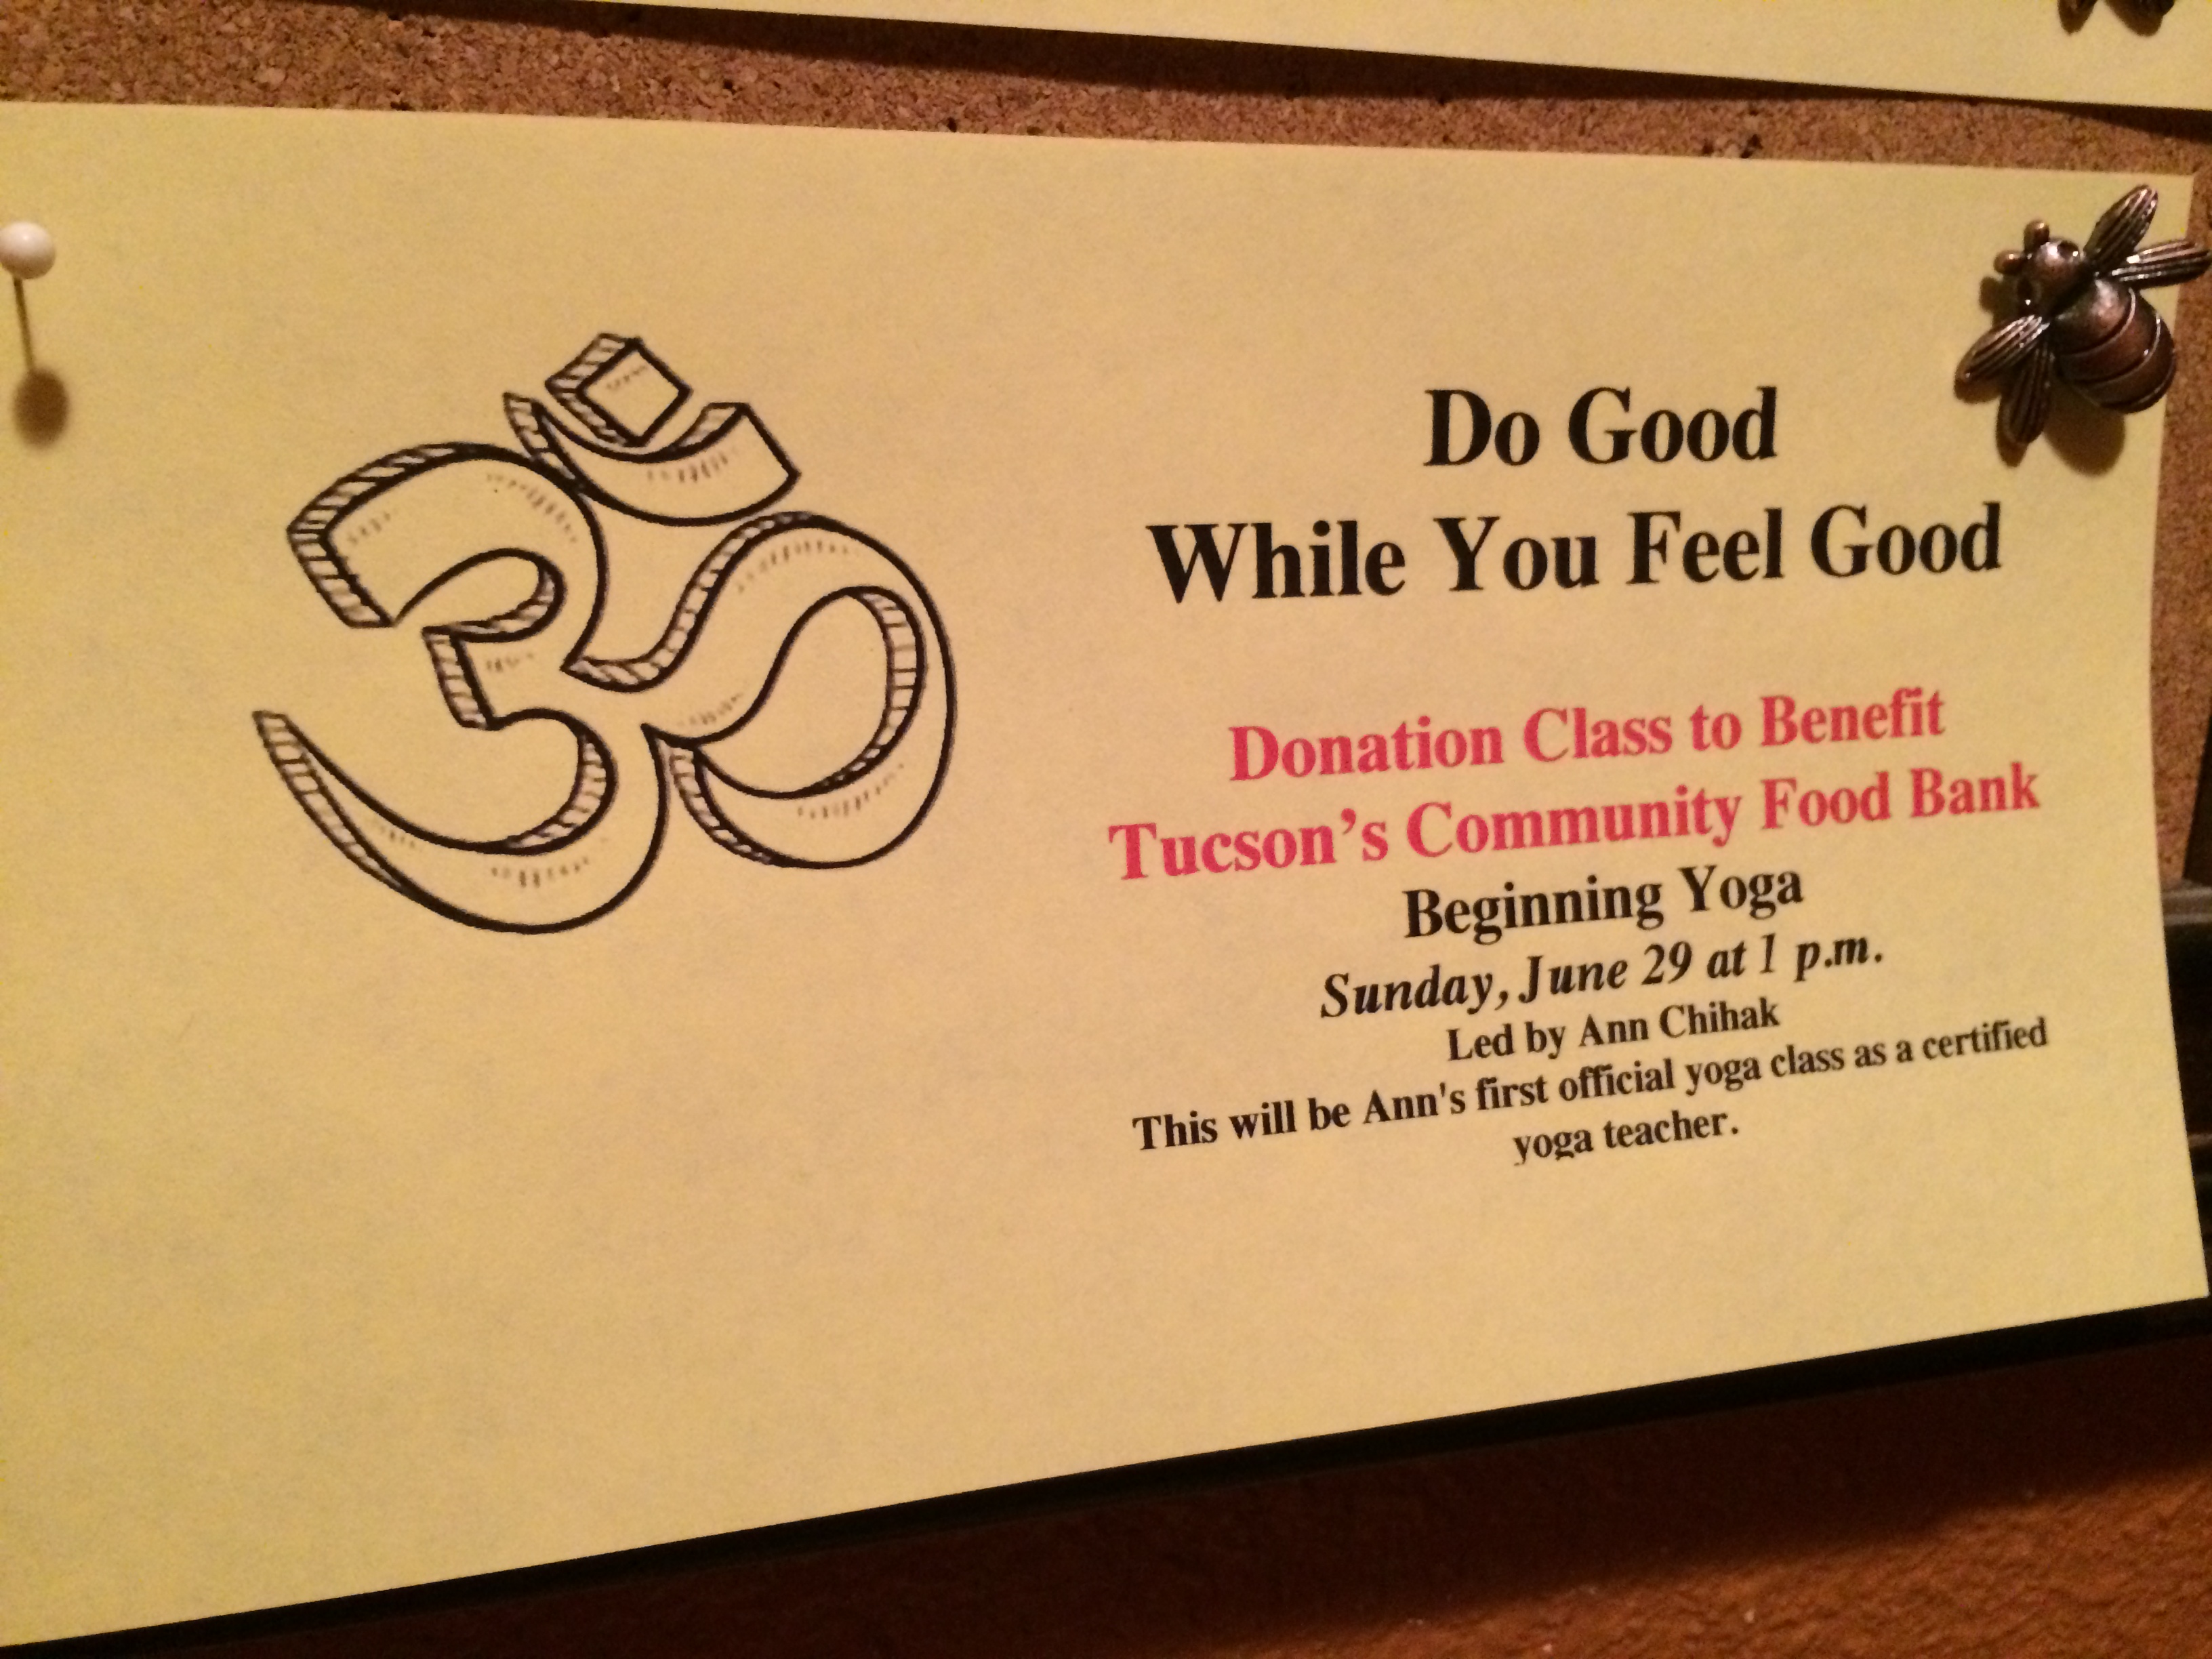 ॐ
Do Good
While You Feel Good
Donation Class to Benefit
Tucson’s Community Food Bank
Beginning Yoga
Sunday, June 29 at 1 p.m.
Led by Ann Chihak
This will be Ann's first official yoga class as a certified
yoga teacher.